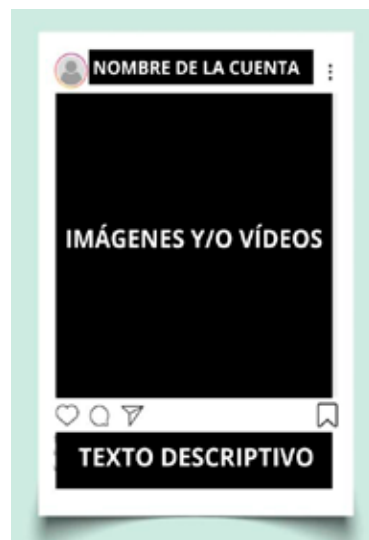 NOMBRE DE LA CUENTA
IMÁGENES Y/O VÍDEOS
TEXTO DESCRIPTIVO